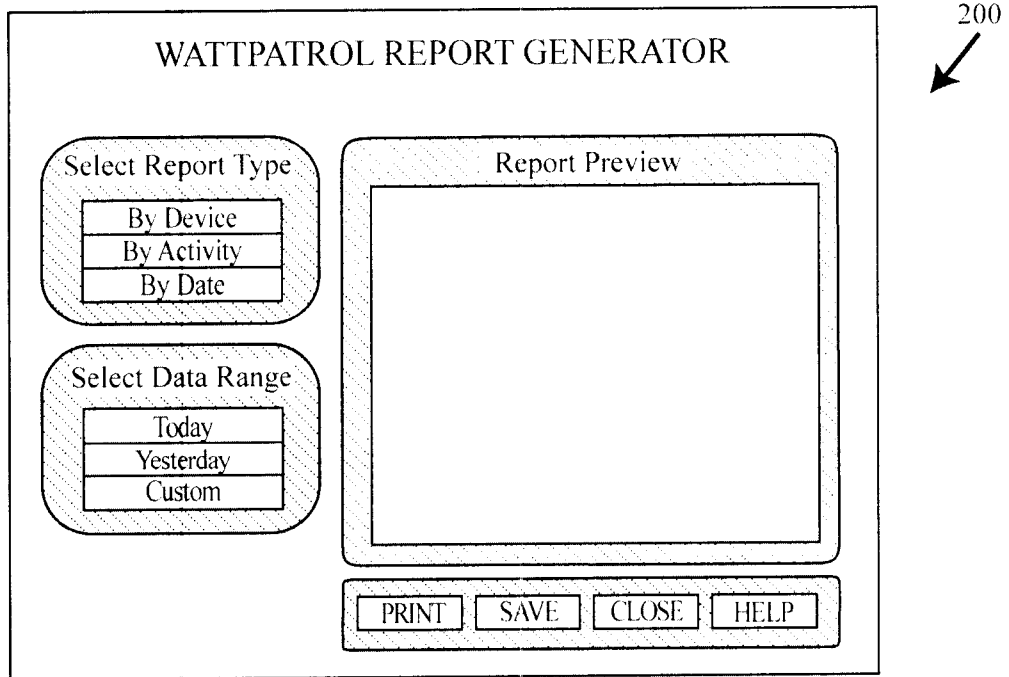 200
WATTPATROL REPORT GENERATOR
Select Report Type
By Device
By Activity
By Date
Select Data Range
Today
Yesterday
Custom
Report Preview
PRINT SAVE CLOSE HELP